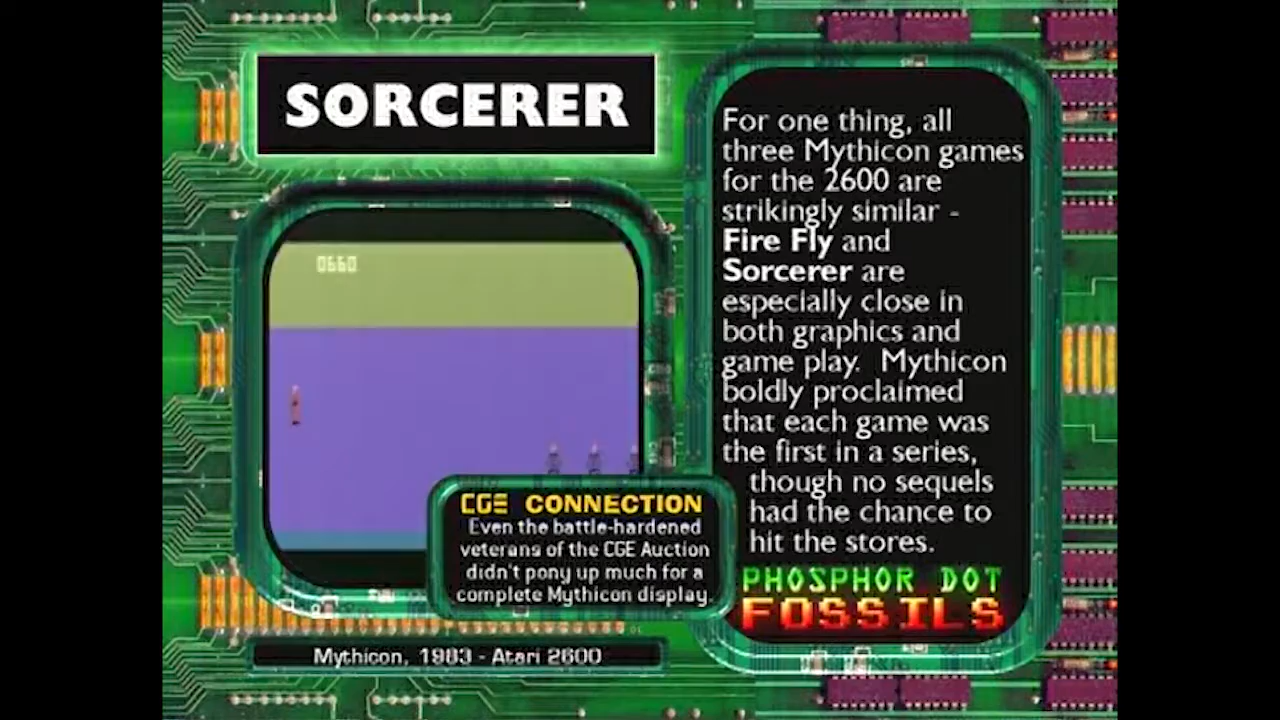 SORCERER
0660
For one thing, all
three Mythicon games
for the 2600 are
strikingly similar -
Fire Fly and
Sorcerer are
especially close in
both graphics and
game play. Mythicon
boldly proclaimed
that each game was
the first in a series,
though no sequels
had the chance to
hit the stores.
CGE CONNECTION
Even the battle-hardened
veterans of the CGE Auction
didn't pony up much for a
complete Mythicon display.
PHOSPHOR DOT
FOSSILS
Mythicon, 1983 - Atari 2600